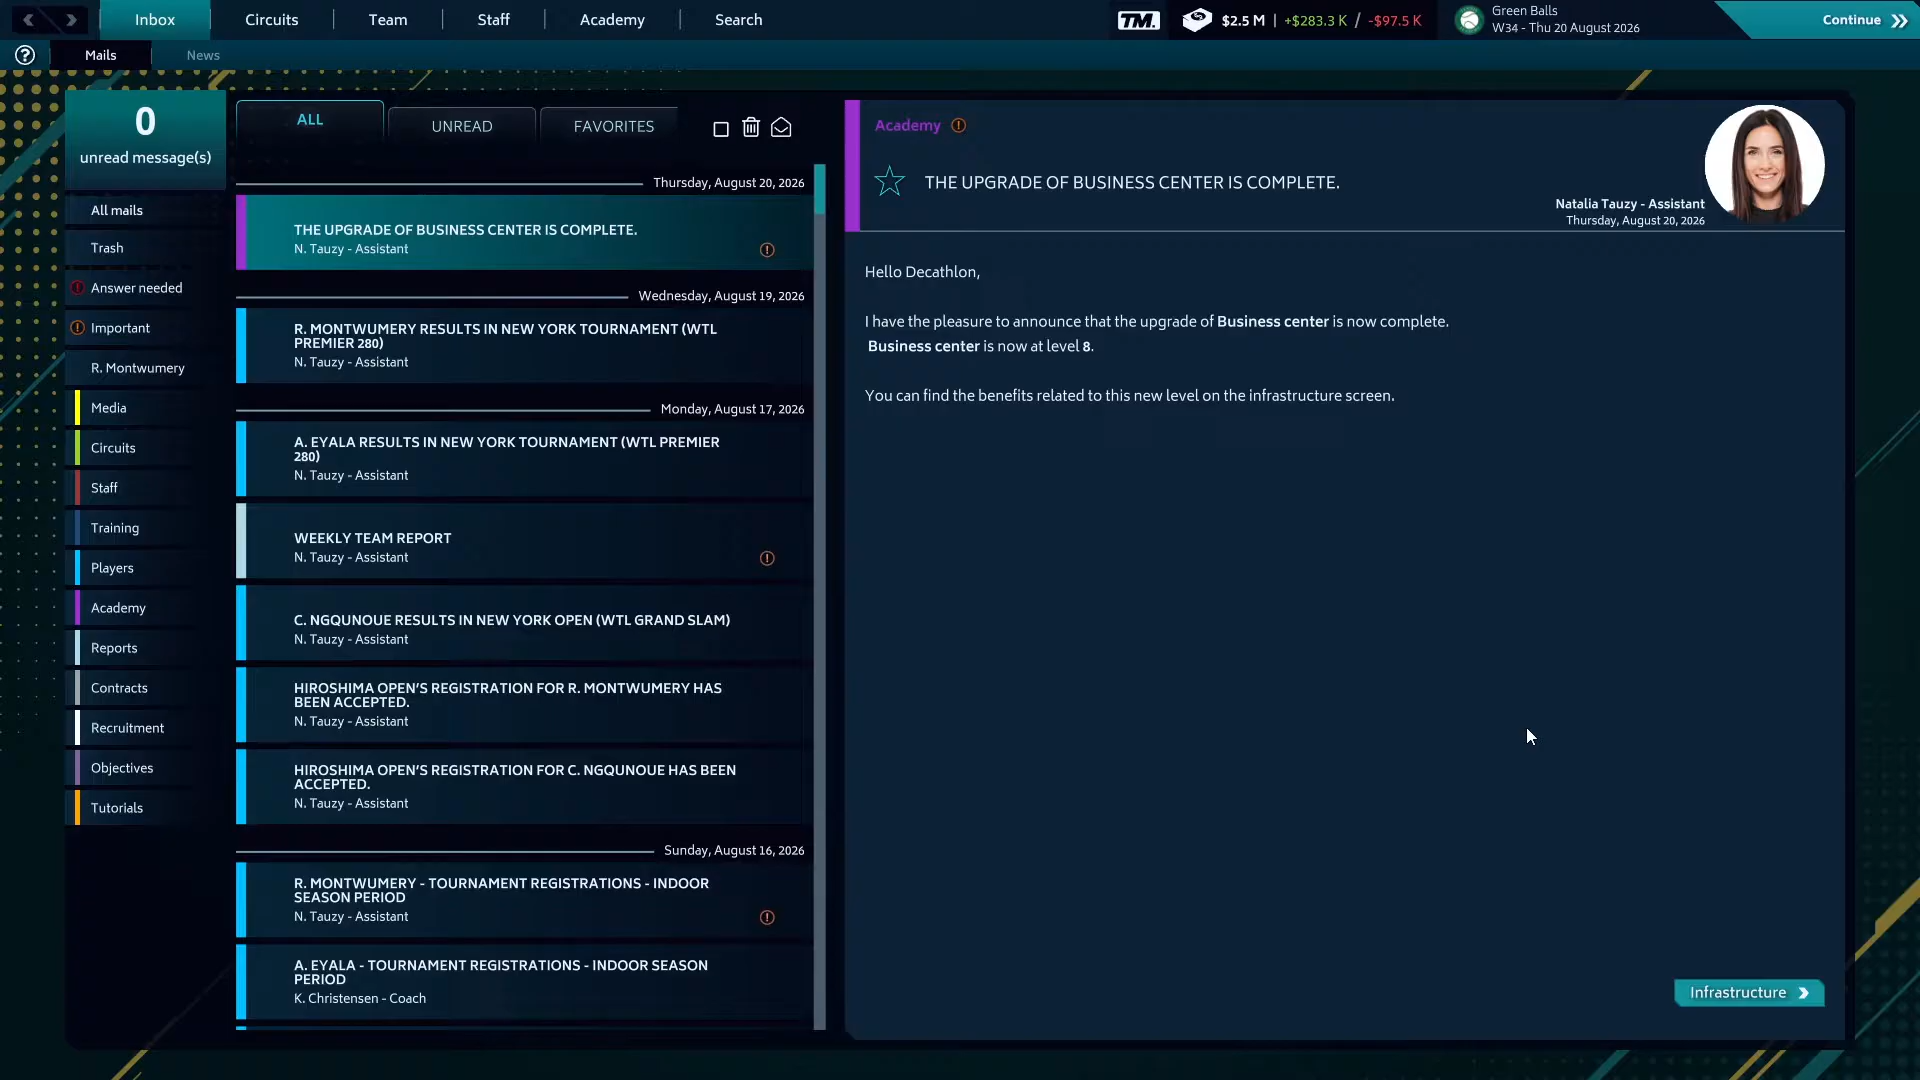 Inbox
Circuits
Team
Staff
Academy
Search
TM.
$2.5 M | +$283.3 K / -$97.5 K
Green Balls
W34 - Thu 20 August 2026
Continue
Mails
News
0
unread message(s)
All mails
Trash
Answer needed
Important
R. Montwumery
Media
Circuits
Staff
Training
Players
Academy
Reports
Contracts
Recruitment
Objectives
Tutorials
ALL
UNREAD
FAVORITES
Thursday, August 20, 2026
THE UPGRADE OF BUSINESS CENTER IS COMPLETE.
N. Tauzy - Assistant
Wednesday, August 19, 2026
R. MONTWUMERY RESULTS IN NEW YORK TOURNAMENT (WTL
PREMIER 280)
N. Tauzy - Assistant
Monday, August 17, 2026
A. EYALA RESULTS IN NEW YORK TOURNAMENT (WTL PREMIER
280)
N. Tauzy - Assistant
WEEKLY TEAM REPORT
N. Tauzy - Assistant
C. NGQUNOUE RESULTS IN NEW YORK OPEN (WTL GRAND SLAM)
N. Tauzy - Assistant
HIROSHIMA OPEN'S REGISTRATION FOR R. MONTWUMERY HAS
BEEN ACCEPTED.
N. Tauzy - Assistant
HIROSHIMA OPEN'S REGISTRATION FOR C. NGQUNOUE HAS BEEN
ACCEPTED.
N. Tauzy - Assistant
Sunday, August 16, 2026
R. MONTWUMERY - TOURNAMENT REGISTRATIONS - INDOOR
SEASON PERIOD
N. Tauzy - Assistant
A. EYALA - TOURNAMENT REGISTRATIONS - INDOOR SEASON
PERIOD
K. Christensen - Coach
Academy
THE UPGRADE OF BUSINESS CENTER IS COMPLETE.
Natalia Tauzy - Assistant
Thursday, August 20, 2026
Hello Decathlon,
I have the pleasure to announce that the upgrade of Business center is now complete.
Business center is now at level 8.
You can find the benefits related to this new level on the infrastructure screen.
Infrastructure